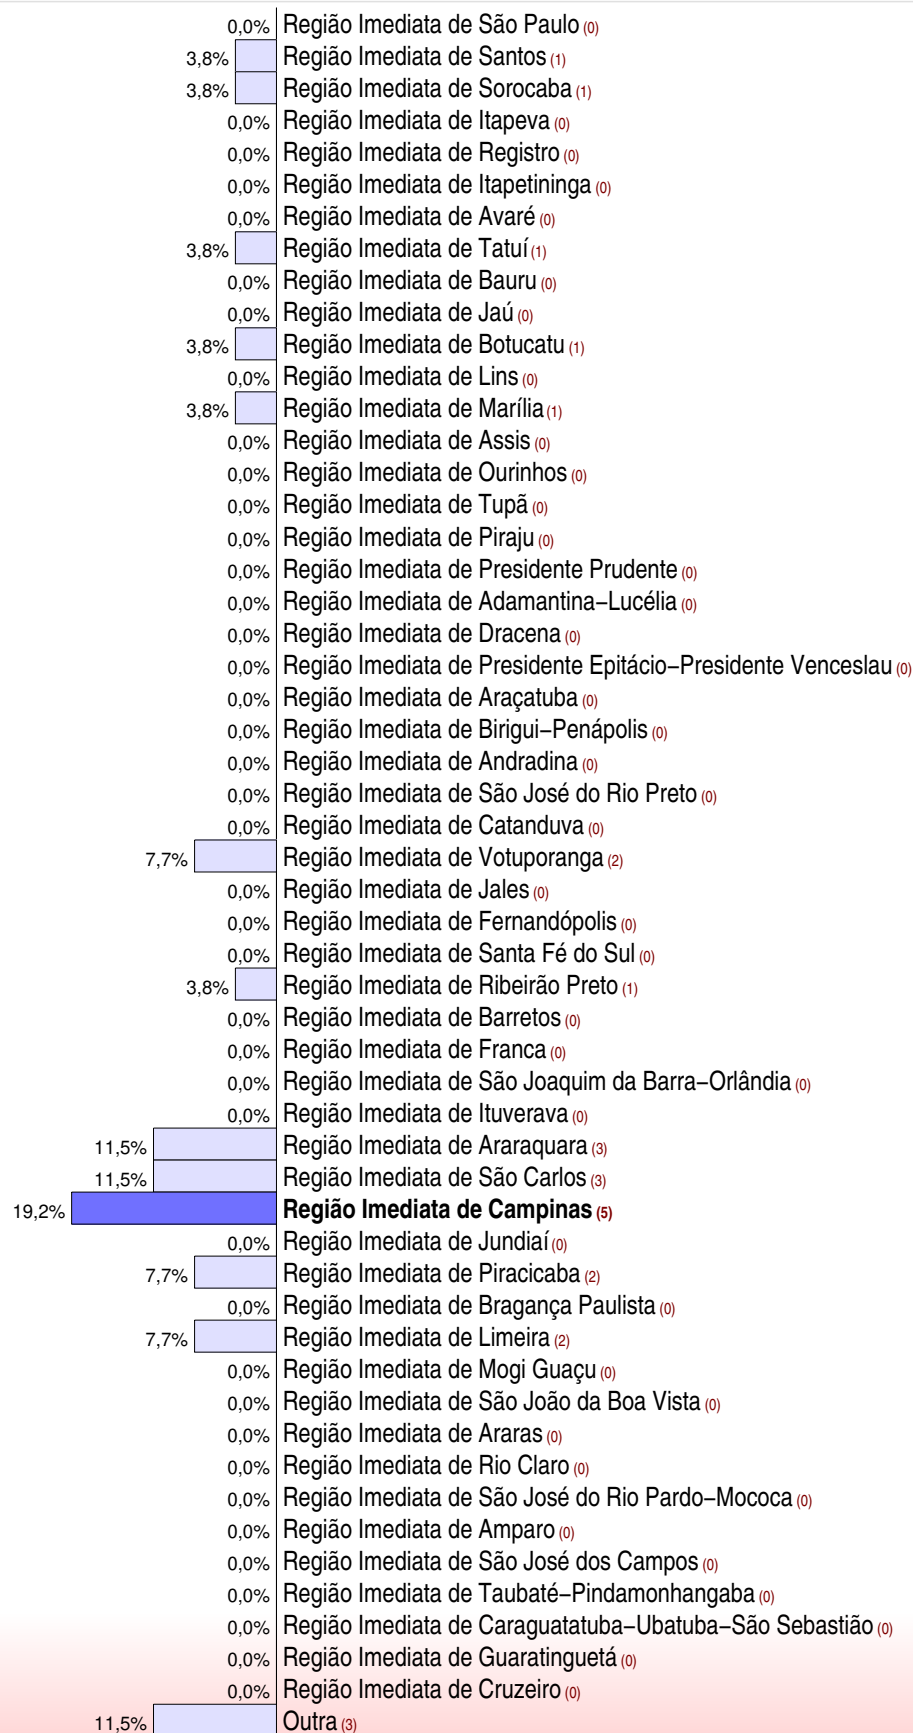 0,0% Região Imediata de São Paulo (0)
3,8% Região Imediata de Santos (1)
3,8% Região Imediata de Sorocaba (1)
0,0% Região Imediata de Itapeva (0)
0,0% Região Imediata de Registro (0)
0,0% Região Imediata de Itapetininga (0)
0,0% Região Imediata de Avaré (0)
3,8% Região Imediata de Tatuí (1)
0,0% Região Imediata de Bauru (0)
0,0% Região Imediata de Jaú (0)
3,8% Região Imediata de Botucatu (1)
0,0% Região Imediata de Lins (0)
3,8% Região Imediata de Marília (1)
0,0% Região Imediata de Assis (0)
0,0% Região Imediata de Ourinhos (0)
0,0% Região Imediata de Tupã (0)
0,0% Região Imediata de Piraju (0)
0,0% Região Imediata de Presidente Prudente (0)
0,0% Região Imediata de Adamantina–Lucélia (0)
0,0% Região Imediata de Dracena (0)
0,0% Região Imediata de Presidente Epitácio–Presidente Venceslau (0)
0,0% Região Imediata de Araçatuba (0)
0,0% Região Imediata de Birigui–Penápolis (0)
0,0% Região Imediata de Andradina (0)
0,0% Região Imediata de São José do Rio Preto (0)
0,0% Região Imediata de Catanduva (0)
7,7% Região Imediata de Votuporanga (2)
0,0% Região Imediata de Jales (0)
0,0% Região Imediata de Fernandópolis (0)
0,0% Região Imediata de Santa Fé do Sul (0)
3,8% Região Imediata de Ribeirão Preto (1)
0,0% Região Imediata de Barretos (0)
0,0% Região Imediata de Franca (0)
0,0% Região Imediata de São Joaquim da Barra–Orlândia (0)
0,0% Região Imediata de Ituverava (0)
11,5% Região Imediata de Araraquara (3)
11,5% Região Imediata de São Carlos (3)
19,2% Região Imediata de Campinas (5)
0,0% Região Imediata de Jundiaí (0)
7,7% Região Imediata de Piracicaba (2)
0,0% Região Imediata de Bragança Paulista (0)
7,7% Região Imediata de Limeira (2)
0,0% Região Imediata de Mogi Guaçu (0)
0,0% Região Imediata de São João da Boa Vista (0)
0,0% Região Imediata de Araras (0)
0,0% Região Imediata de Rio Claro (0)
0,0% Região Imediata de São José do Rio Pardo–Mococa (0)
0,0% Região Imediata de Amparo (0)
0,0% Região Imediata de São José dos Campos (0)
0,0% Região Imediata de Taubaté–Pindamonhangaba (0)
0,0% Região Imediata de Caraguatatuba–Ubatuba–São Sebastião (0)
0,0% Região Imediata de Guaratinguetá (0)
0,0% Região Imediata de Cruzeiro (0)
11,5% Outra (3)